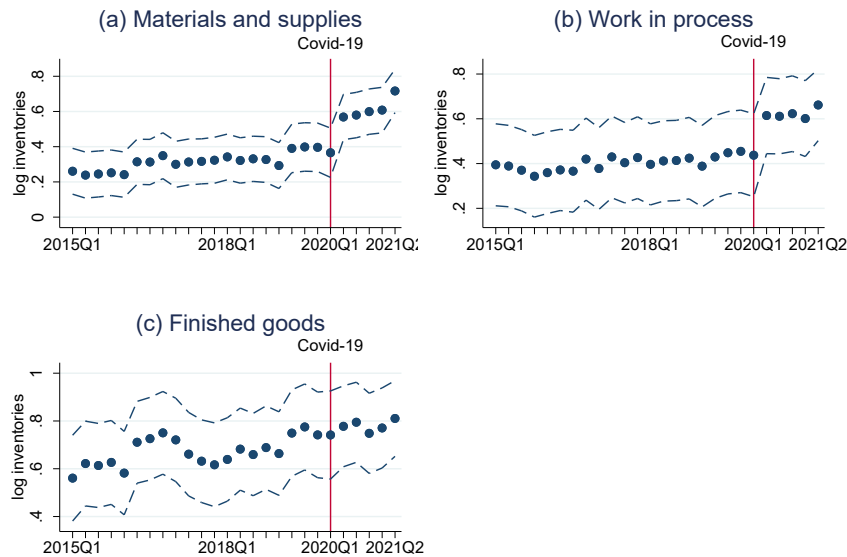 (a) Materials and supplies
Covid-19
log inventories
.8
.6
.4
.2
0
2015Q1
2018Q1
2020Q1
2021Q2
(b) Work in process
Covid-19
log inventories
.8
.6
.4
.2
2015Q1
2018Q1
2020Q1
2021Q2
(c) Finished goods
Covid-19
log inventories
1
.8
.6
.4
2015Q1
2018Q1
2020Q1
2021Q2